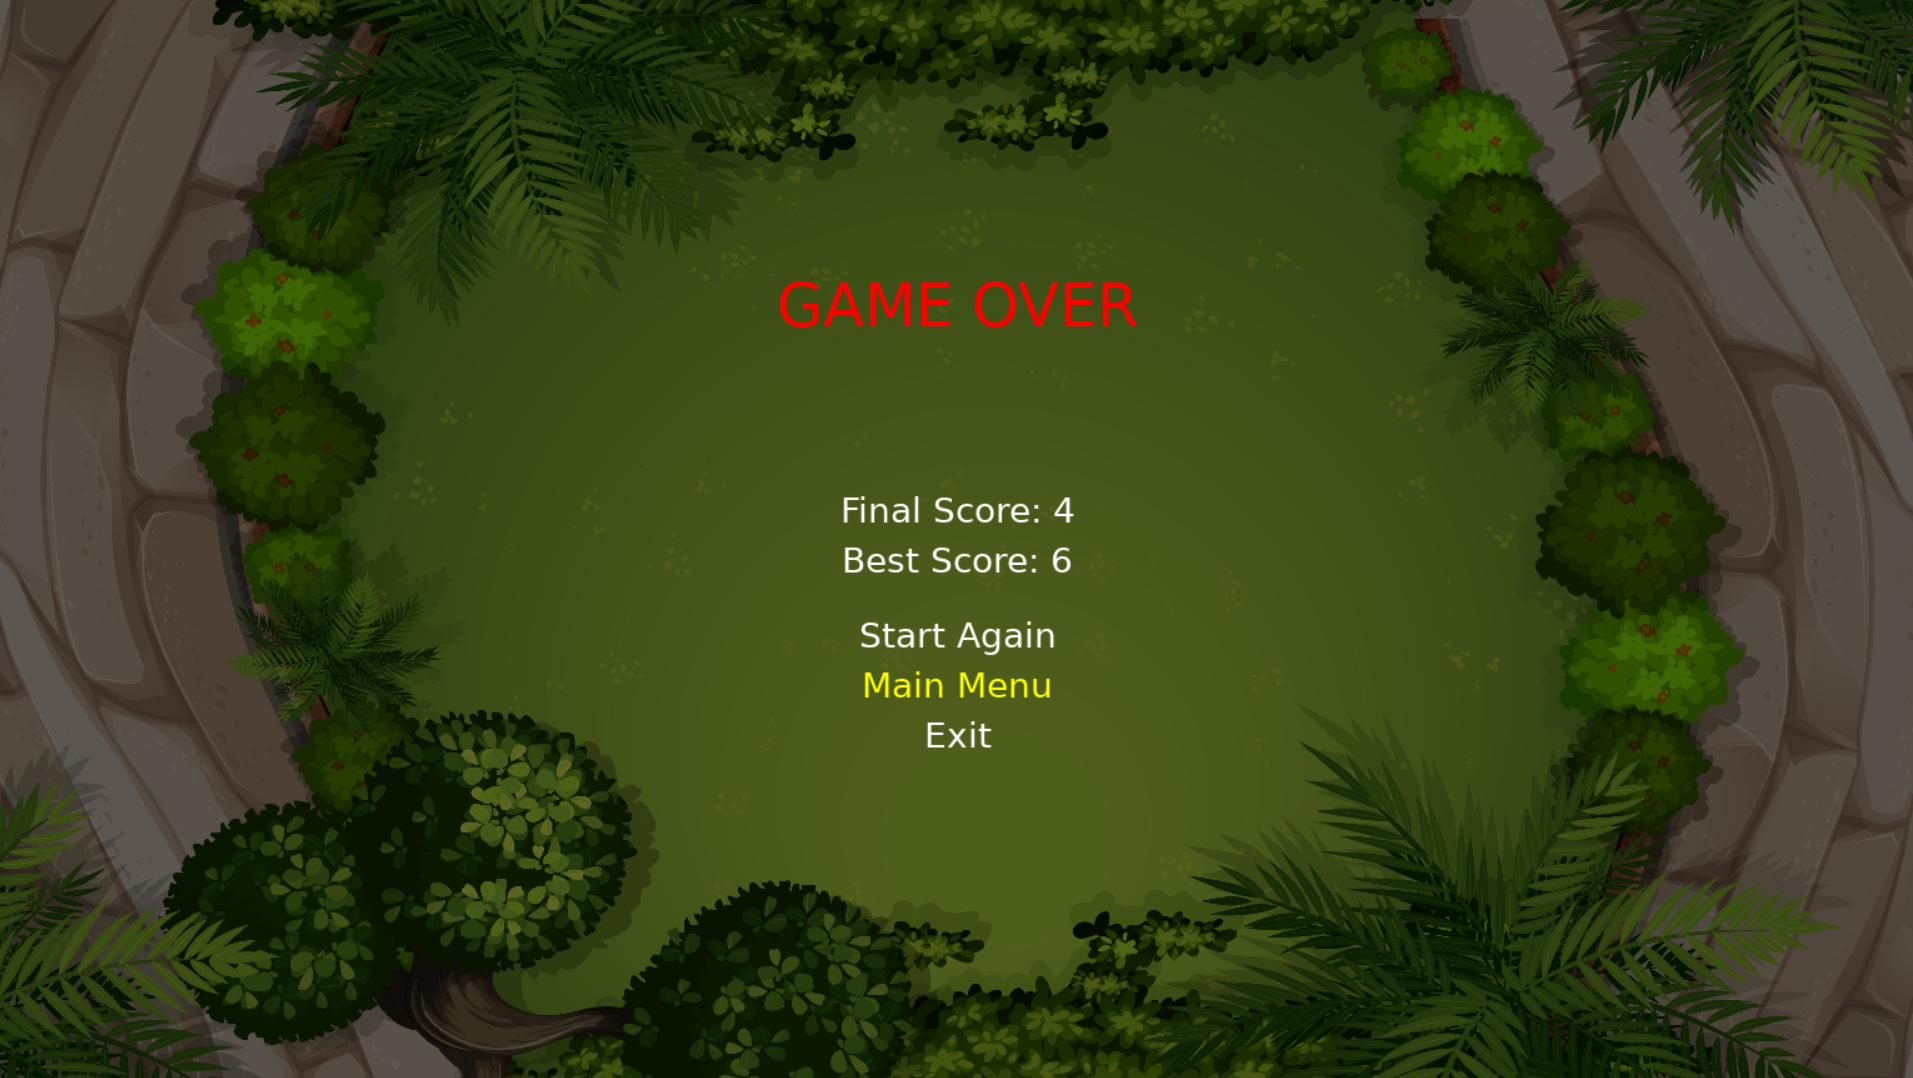 GAME OVER
Final Score: 4
Best Score: 6
Start Again
Main Menu
Exit